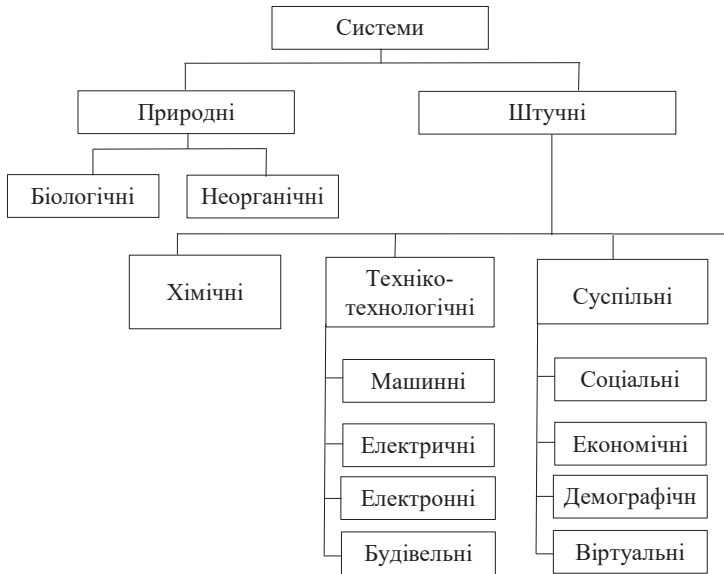 Системи
Природні
Штучні
Біологічні
Неорганічні
Хімічні
Техніко-
технологічні
Суспільні
Машинні
Соціальні
Електричні
Економічні
Електронні
Демографічн
Будівельні
Віртуальні